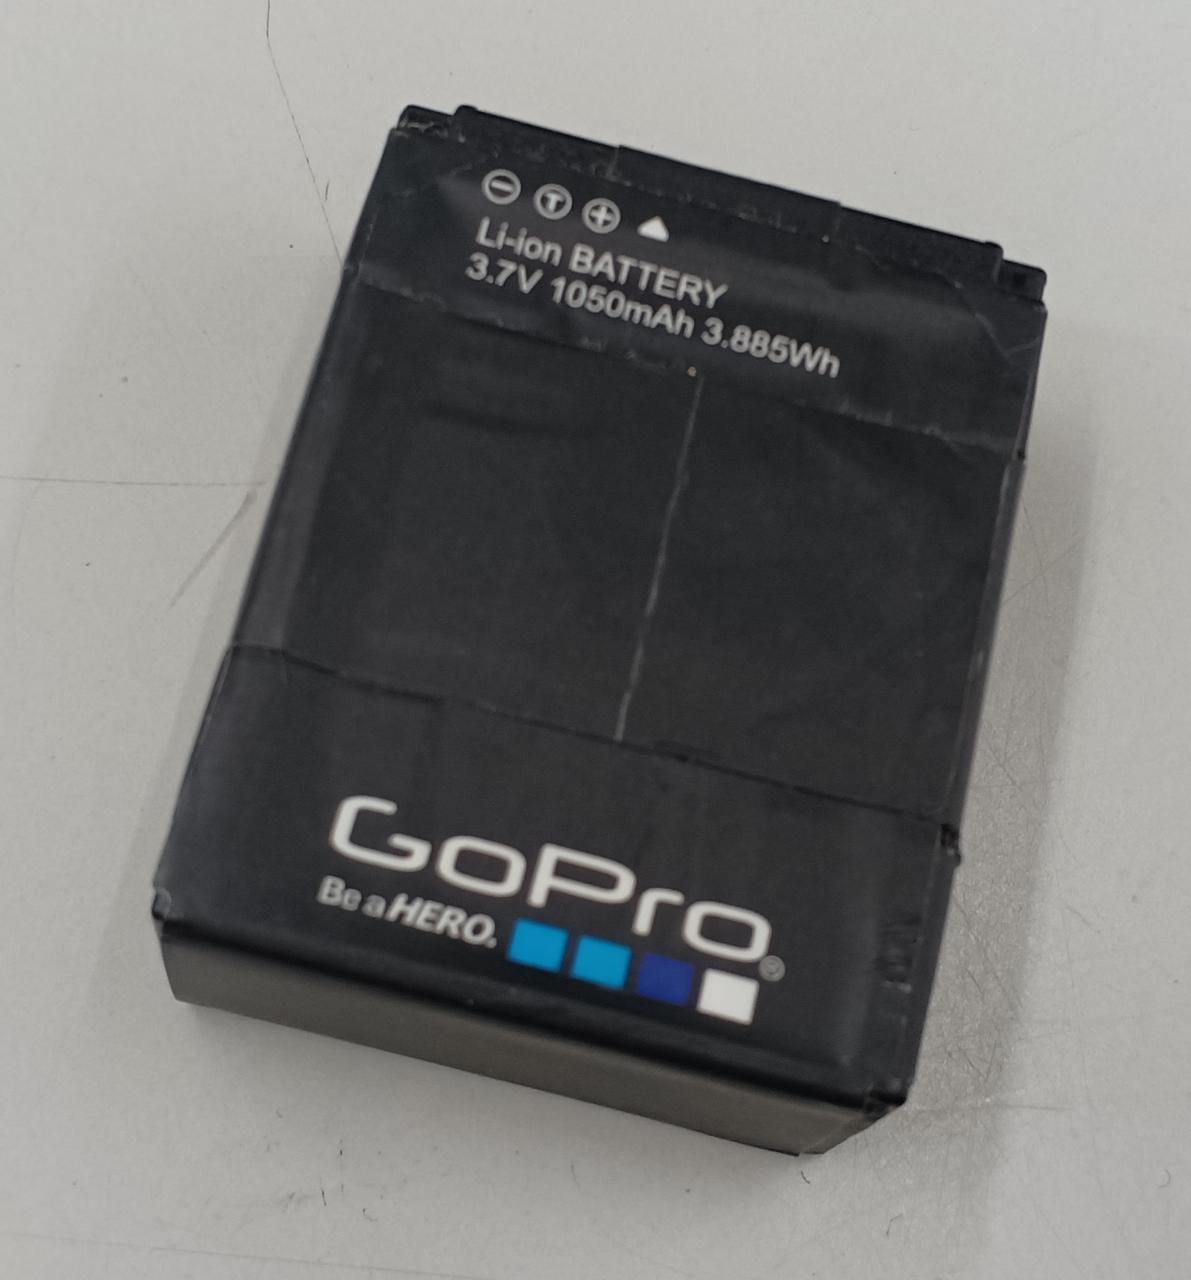 − T +
Li-ion BATTERY
3.7V 1050mAh 3.885Wh
GoPro®
Be a HERO.